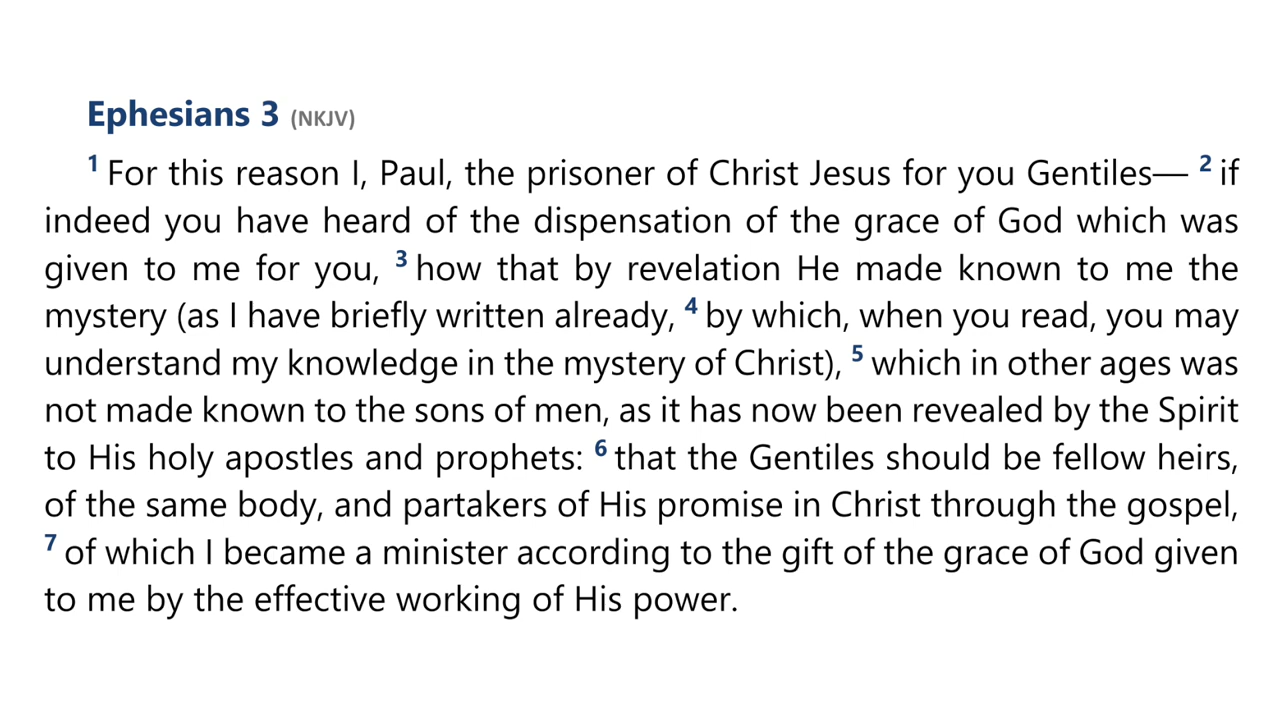 Ephesians 3 (NKJV)
1 For this reason I, Paul, the prisoner of Christ Jesus for you Gentiles— 2 if
indeed you have heard of the dispensation of the grace of God which was
given to me for you, 3 how that by revelation He made known to me the
mystery (as I have briefly written already, 4 by which, when you read, you may
understand my knowledge in the mystery of Christ), 5 which in other ages was
not made known to the sons of men, as it has now been revealed by the Spirit
to His holy apostles and prophets: 6 that the Gentiles should be fellow heirs,
of the same body, and partakers of His promise in Christ through the gospel,
7 of which I became a minister according to the gift of the grace of God given
to me by the effective working of His power.